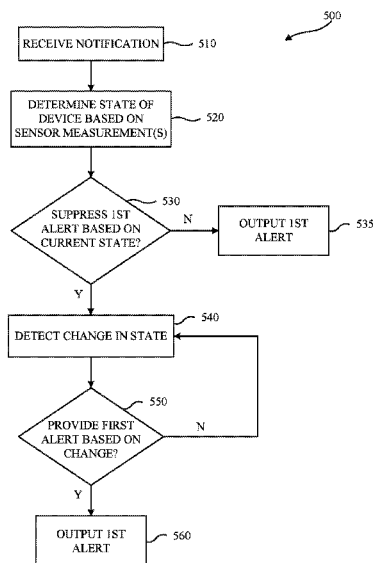 500
RECEIVE NOTIFICATION
510
DETERMINE STATE OF
DEVICE BASED ON
SENSOR MEASUREMENT(S)
520
530
SUPPRESS 1ST
ALERT BASED ON
CURRENT STATE?
N
OUTPUT 1ST
ALERT
535
Y
540
DETECT CHANGE IN STATE
550
PROVIDE FIRST
ALERT BASED ON
CHANGE?
N
Y
OUTPUT 1ST
ALERT
560